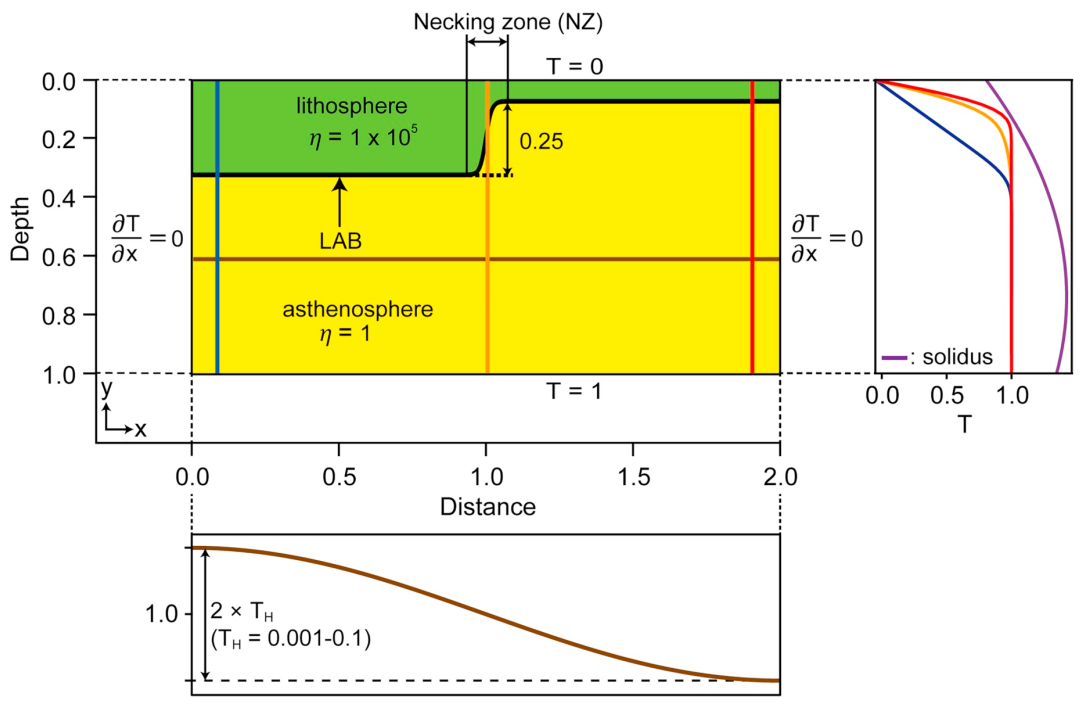 Necking zone (NZ)
T = 0
0.0
0.2
0.4
0.6
0.8
1.0
Depth
lithosphere
η = 1 x 10⁵
0.25
LAB
∂T/∂x = 0
∂T/∂x = 0
asthenosphere
η = 1
T = 1
y
x
0.0 0.5 1.0 1.5 2.0
Distance
: solidus
0.0 0.5 1.0
T
1.0
2 × T_H
(T_H = 0.001-0.1)